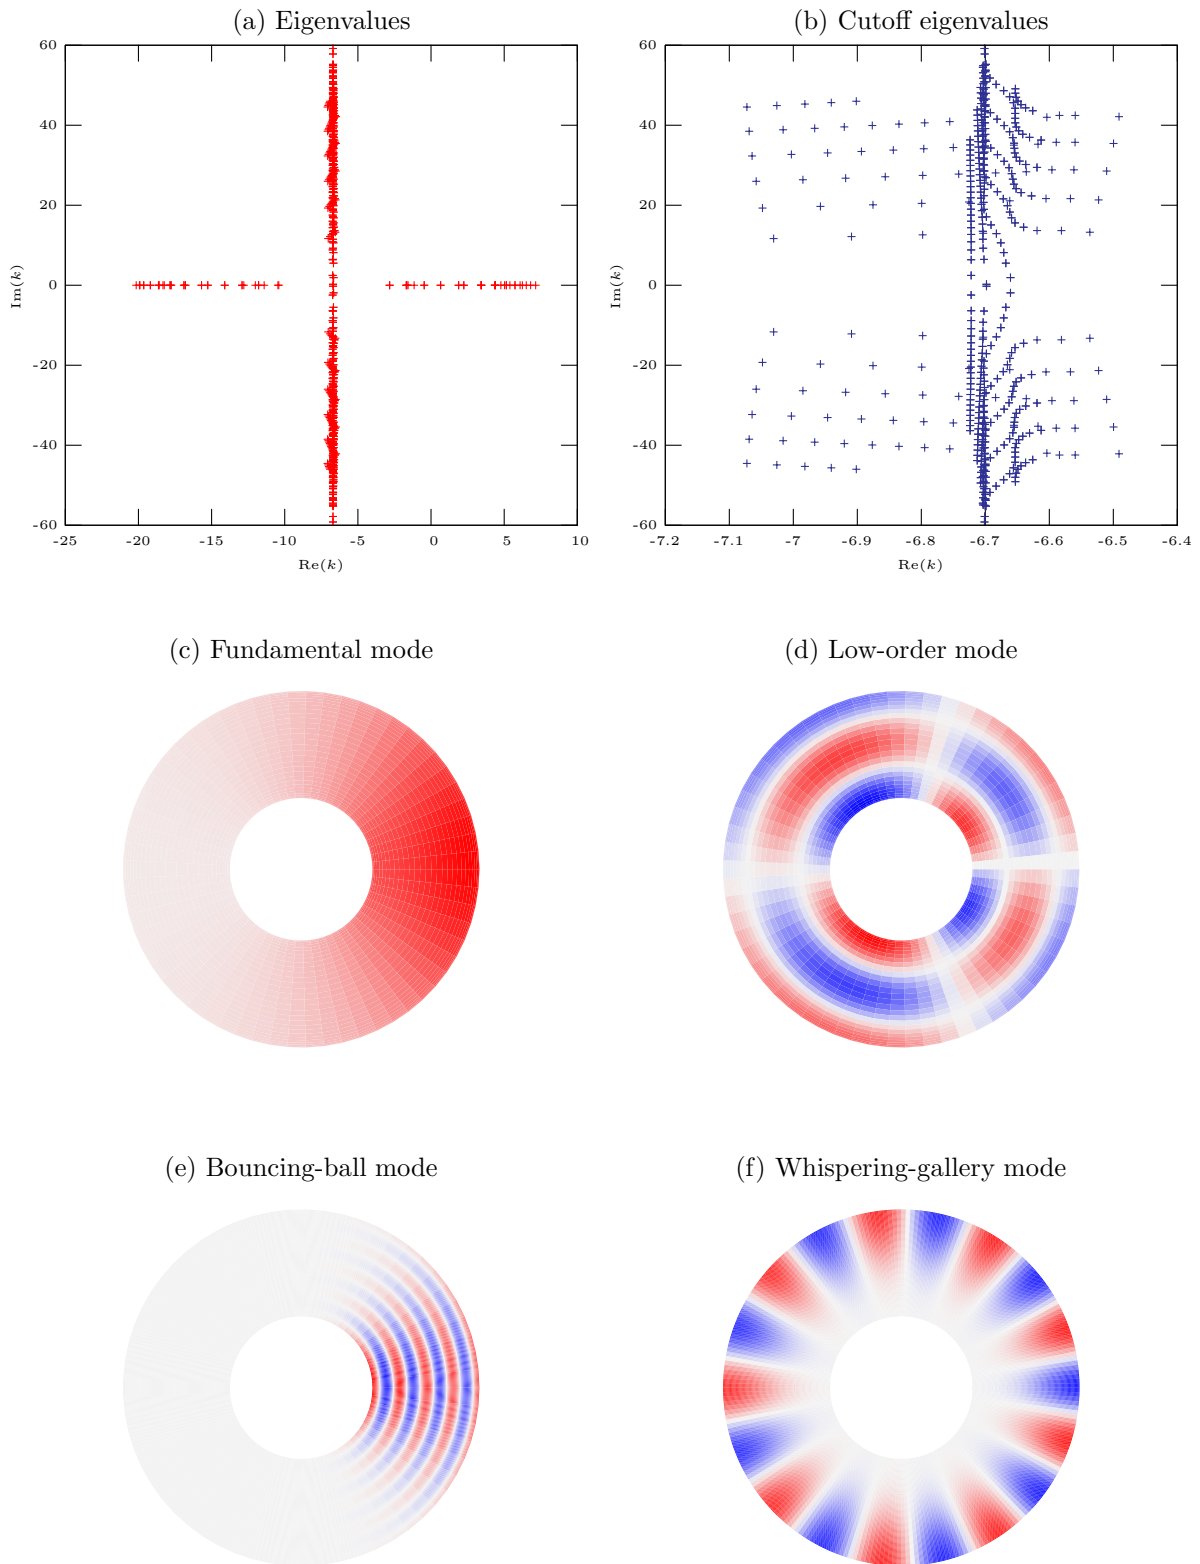 (a) Eigenvalues
60
40
20
0
-20
-40
-60
Im(k)
-25 -20 -15 -10 -5 0 5 10
Re(k)
(b) Cutoff eigenvalues
60
40
20
0
-20
-40
-60
Im(k)
-7.2 -7.1 -7 -6.9 -6.8 -6.7 -6.6 -6.5 -6.4
Re(k)
(c) Fundamental mode
(d) Low-order mode
(e) Bouncing-ball mode
(f) Whispering-gallery mode